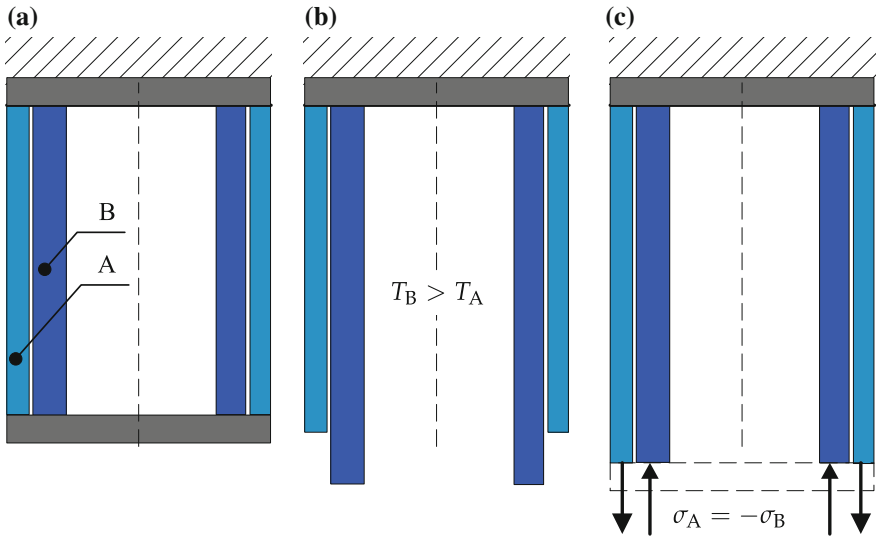 (a)
B
A
(b)
T_B > T_A
(c)
σ_A = −σ_B